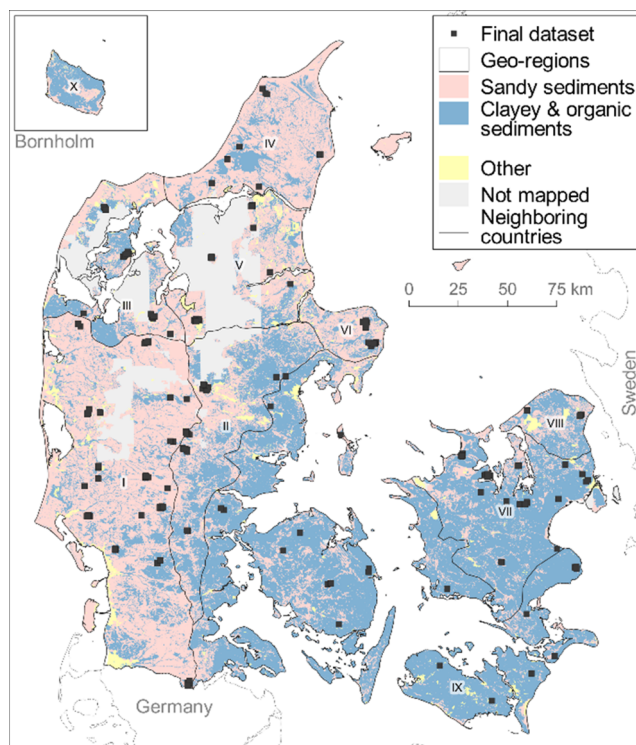 X
Bornholm
Final dataset
Geo-regions
Sandy sediments
Clayey & organic
sediments
Other
Not mapped
Neighboring
countries
0 25 50 75 km
IV
V
III
VI
II
I
VIII
VII
IX
Sweden
Germany